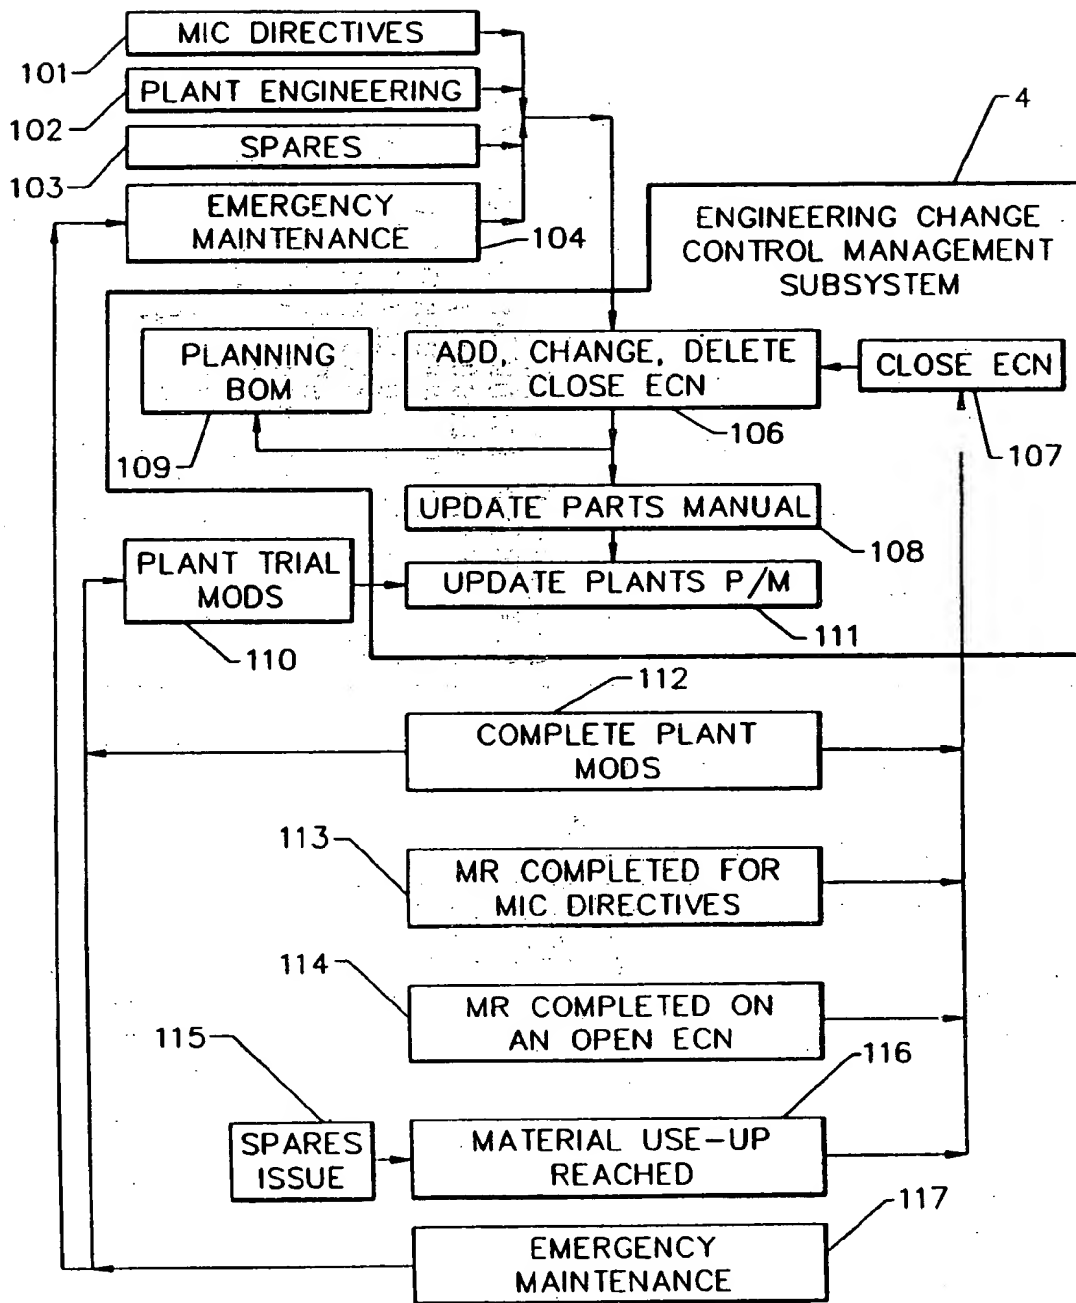 MIC DIRECTIVES
101
PLANT ENGINEERING
102
SPARES
103
EMERGENCY
MAINTENANCE
104
4
ENGINEERING CHANGE
CONTROL MANAGEMENT
SUBSYSTEM
PLANNING
BOM
109
ADD, CHANGE, DELETE
CLOSE ECN
106
CLOSE ECN
107
UPDATE PARTS MANUAL
108
PLANT TRIAL
MODS
110
UPDATE PLANTS P/M
111
112
COMPLETE PLANT
MODS
113
MR COMPLETED FOR
MIC DIRECTIVES
114
MR COMPLETED ON
AN OPEN ECN
115
SPARES
ISSUE
116
MATERIAL USE-UP
REACHED
117
EMERGENCY
MAINTENANCE